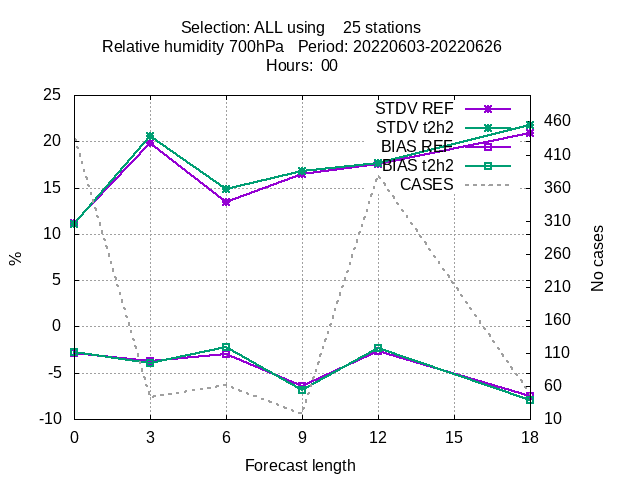 Selection: ALL using    25 stations
Relative humidity 700hPa   Period: 20220603-20220626
Hours:  00
STDV REF
STDV t2h2
BIAS REF
BIAS t2h2
CASES
25
20
15
10
5
0
-5
-10
%
460
410
360
310
260
210
160
110
60
10
No cases
0 3 6 9 12 15 18
Forecast length